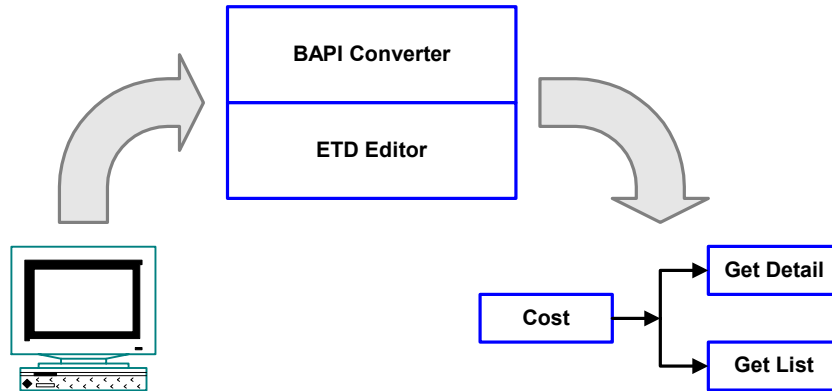 BAPI Converter
ETD Editor
Get Detail
Cost
Get List